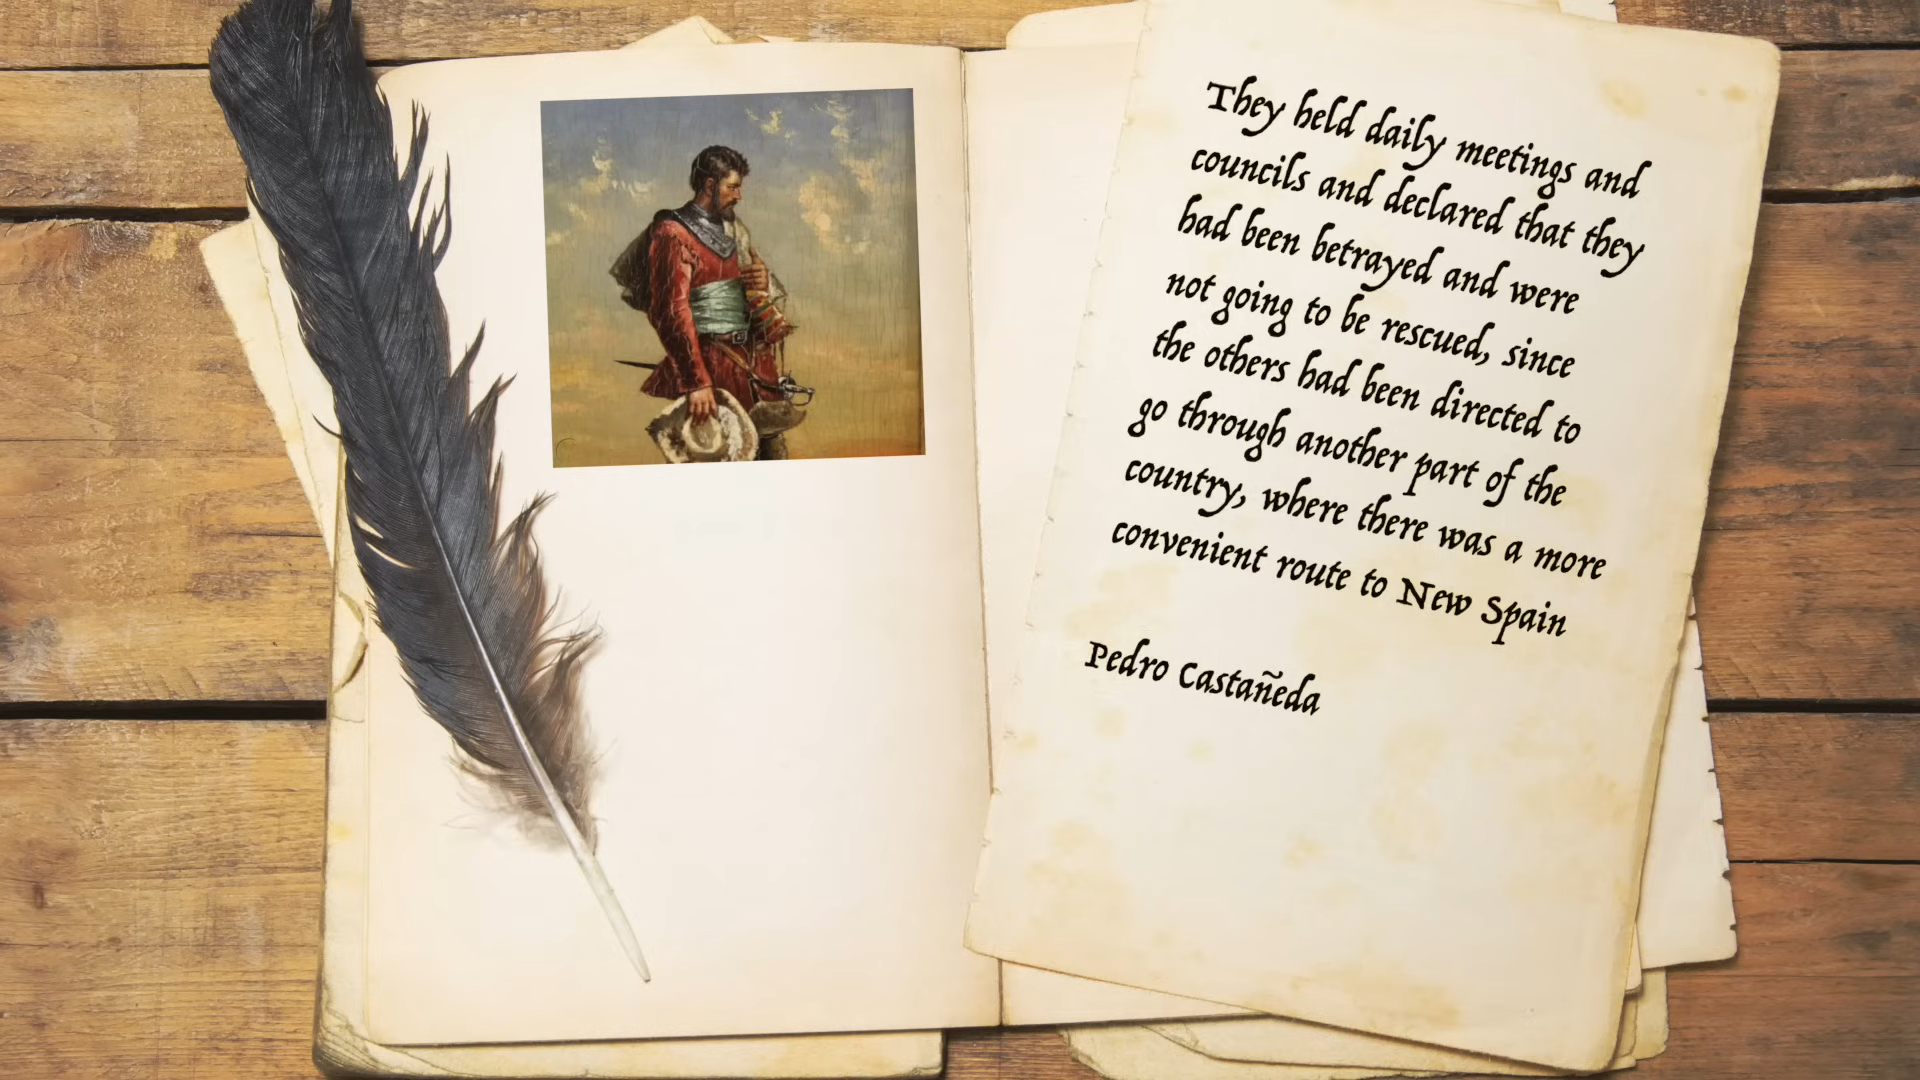 They held daily meetings and
councils and declared that they
had been betrayed and were
not going to be rescued, since
the others had been directed to
go through another part of the
country, where there was a more
convenient route to New Spain
Pedro Castañeda